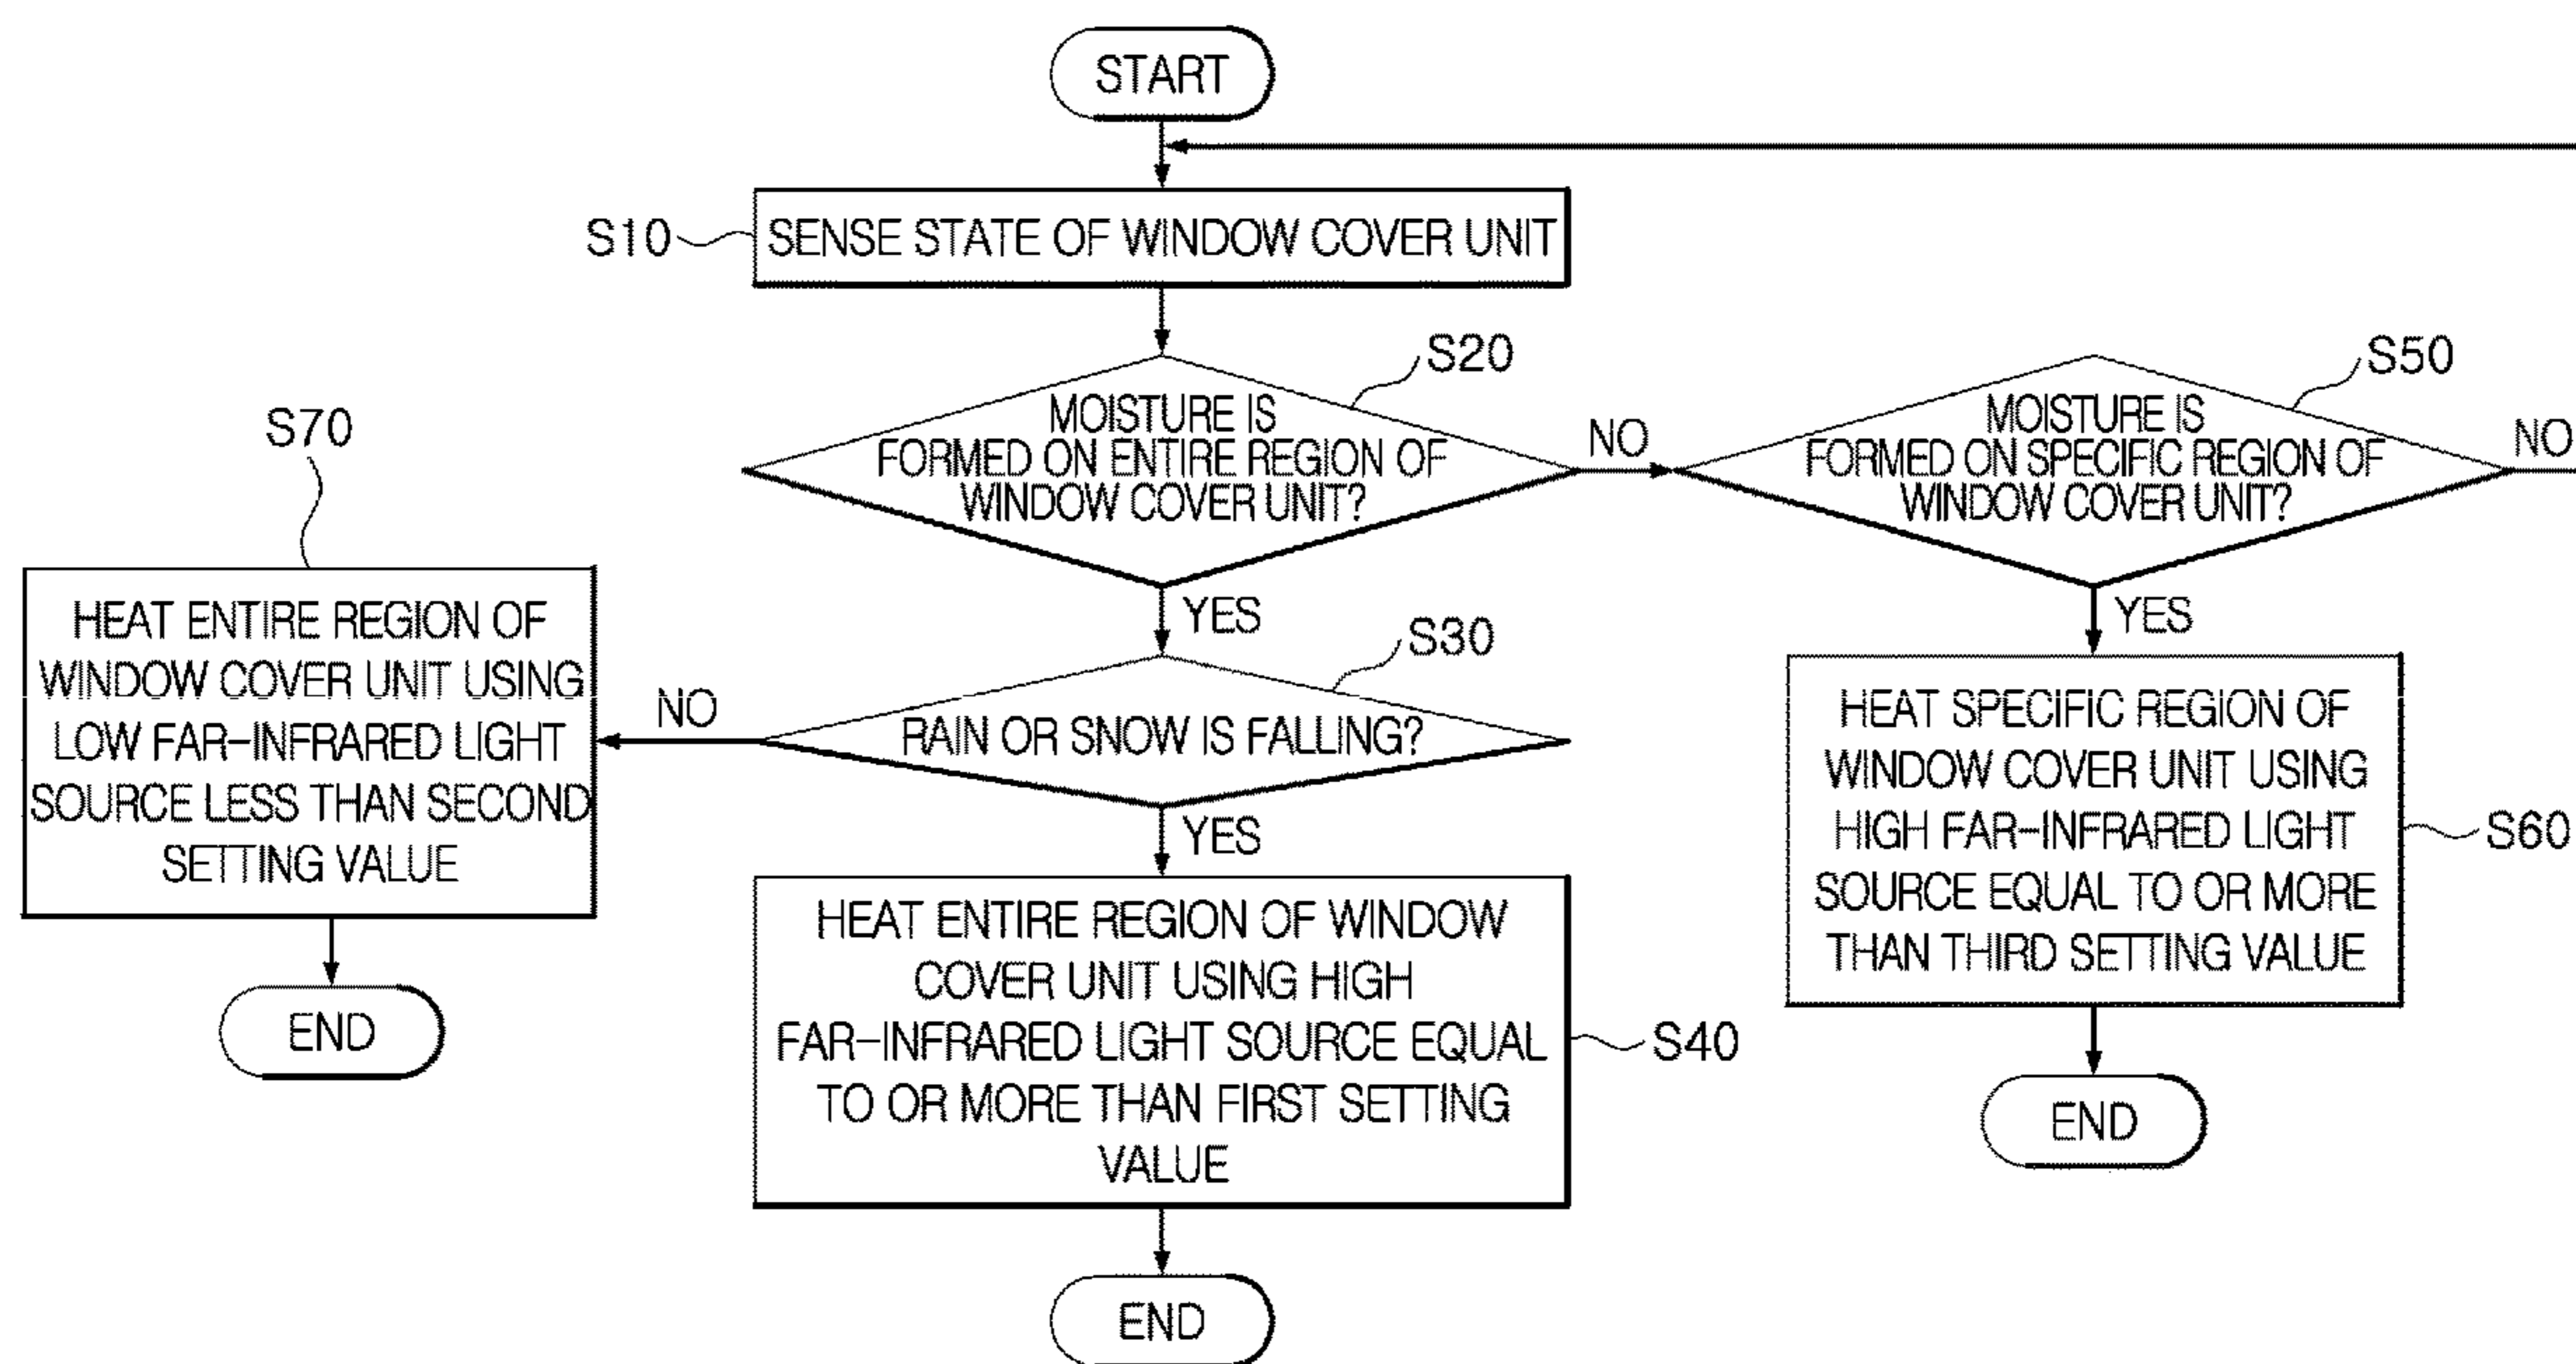 START
S10
SENSE STATE OF WINDOW COVER UNIT
S20
MOISTURE IS
FORMED ON ENTIRE REGION OF
WINDOW COVER UNIT?
NO
S50
MOISTURE IS
FORMED ON SPECIFIC REGION OF
WINDOW COVER UNIT?
NO
YES
YES
S70
HEAT ENTIRE REGION OF
WINDOW COVER UNIT USING
LOW FAR-INFRARED LIGHT
SOURCE LESS THAN SECOND
SETTING VALUE
END
NO
S30
RAIN OR SNOW IS FALLING?
YES
HEAT ENTIRE REGION OF WINDOW
COVER UNIT USING HIGH
FAR-INFRARED LIGHT SOURCE EQUAL
TO OR MORE THAN FIRST SETTING
VALUE
S40
END
HEAT SPECIFIC REGION OF
WINDOW COVER UNIT USING
HIGH FAR-INFRARED LIGHT
SOURCE EQUAL TO OR MORE
THAN THIRD SETTING VALUE
S60
END